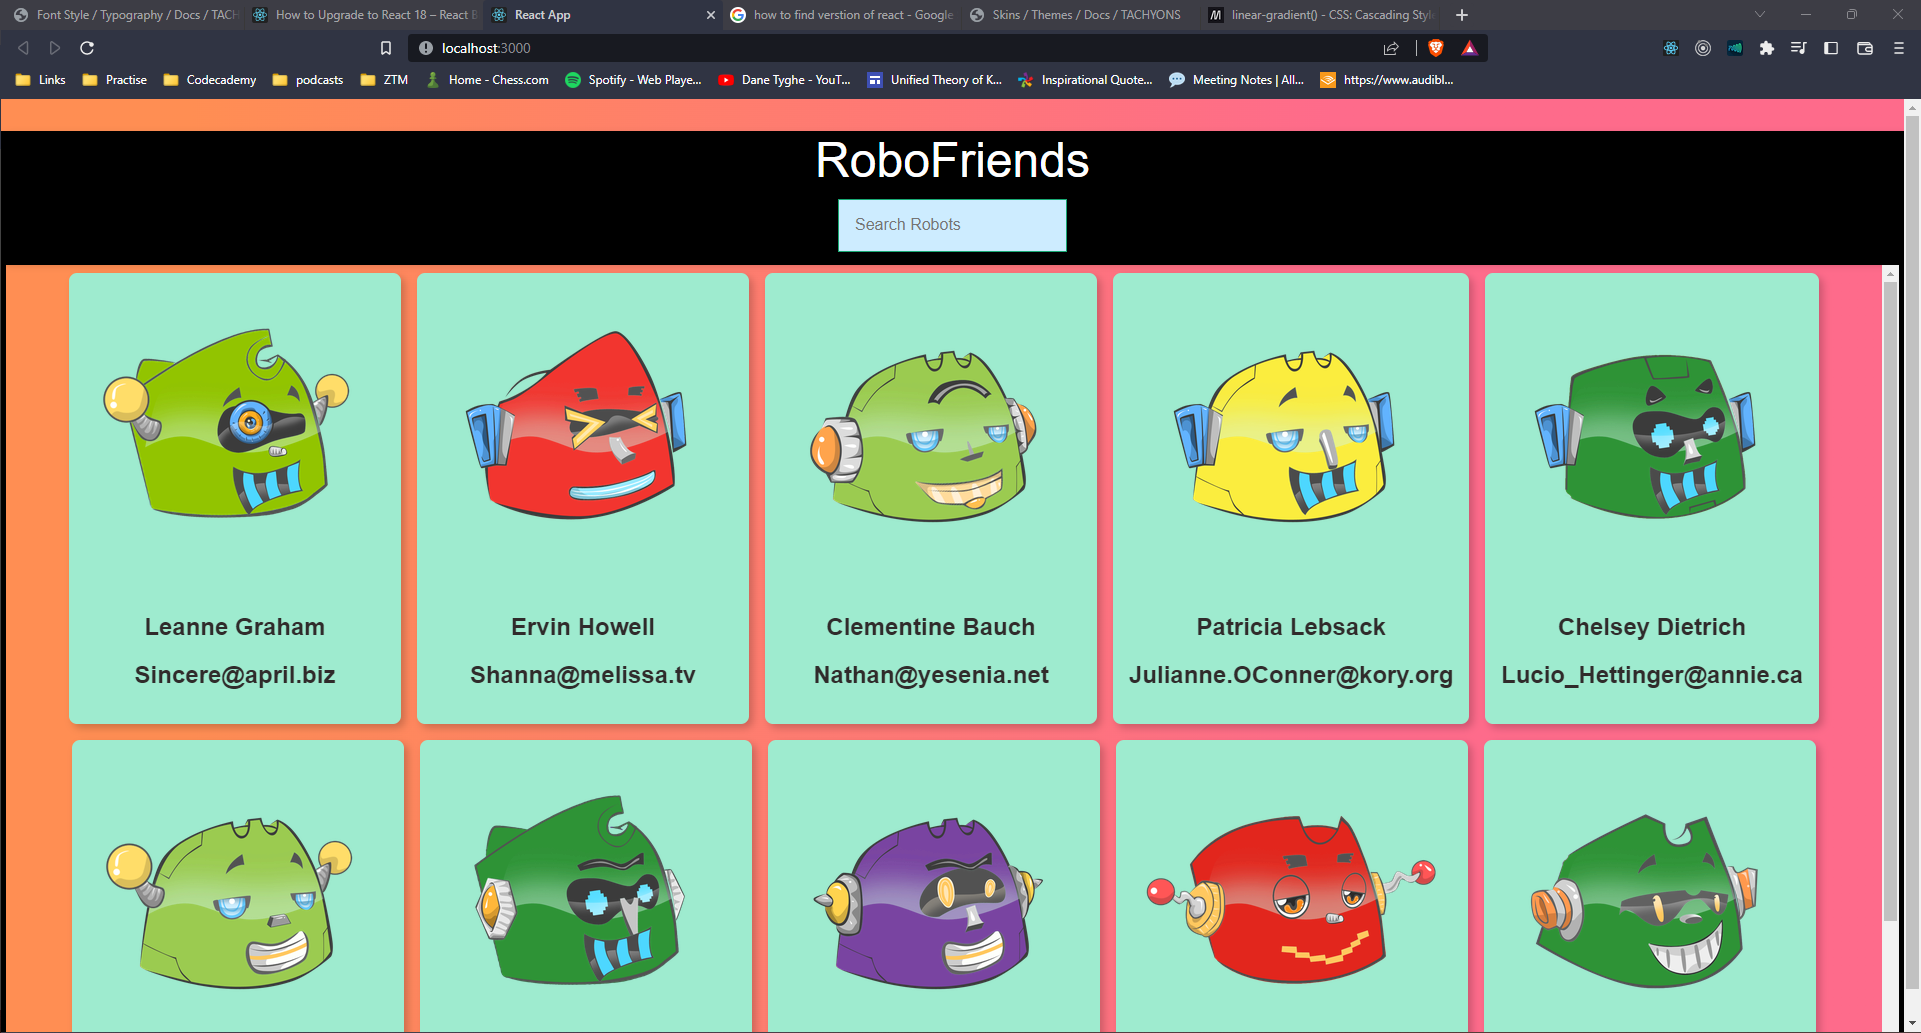 Font Style / Typography / Docs / TACH
How to Upgrade to React 18 – React B
React App
how to find verstion of react - Google
Skins / Themes / Docs / TACHYONS
linear-gradient() - CSS: Cascading Style
localhost:3000
Links
Practise
Codecademy
podcasts
ZTM
Home - Chess.com
Spotify - Web Playe...
Dane Tyghe - YouT...
Unified Theory of K...
Inspirational Quote...
Meeting Notes | All...
https://www.audibl...
RoboFriends
Search Robots
Leanne Graham
Sincere@april.biz
Ervin Howell
Shanna@melissa.tv
Clementine Bauch
Nathan@yesenia.net
Patricia Lebsack
Julianne.OConner@kory.org
Chelsey Dietrich
Lucio_Hettinger@annie.ca